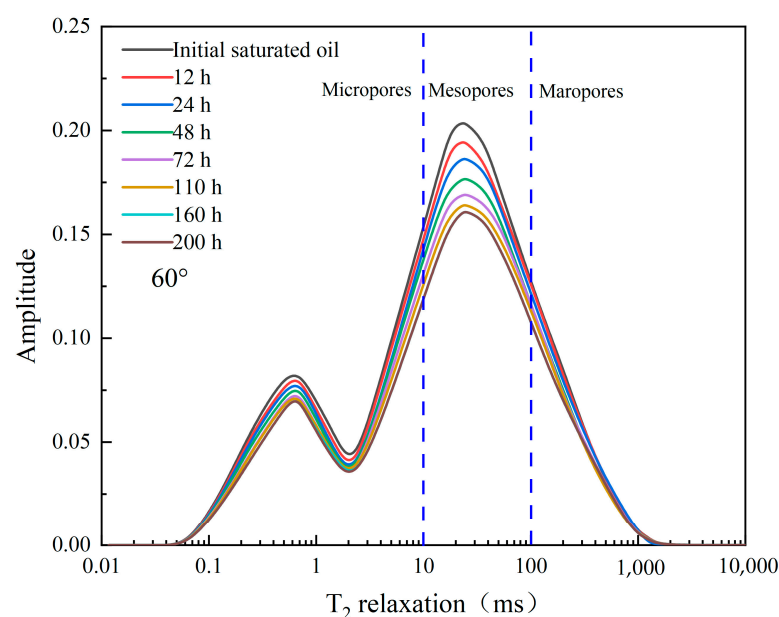 0.25
0.20
0.15
0.10
0.05
0.00
Amplitude
Initial saturated oil
12 h
24 h
48 h
72 h
110 h
160 h
200 h
60°
Micropores
Mesopores
Maropores
0.01
0.1
1
10
100
1,000
10,000
T₂ relaxation（ms）